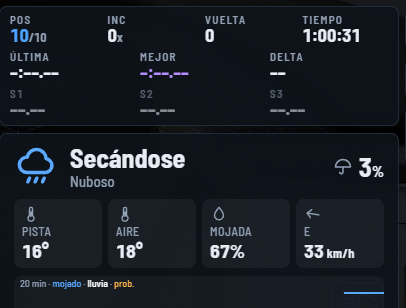 POS INC VUELTA TIEMPO
10/10 0x 0 1:00:31
ÚLTIMA MEJOR DELTA
-:--.-- -:--.-- --
S1 S2 S3
--.-- --.-- --.--
Secándose
Nuboso
3%
PISTA AIRE MOJADA E
16° 18° 67% 33 km/h
20 min · mojado · lluvia · prob.